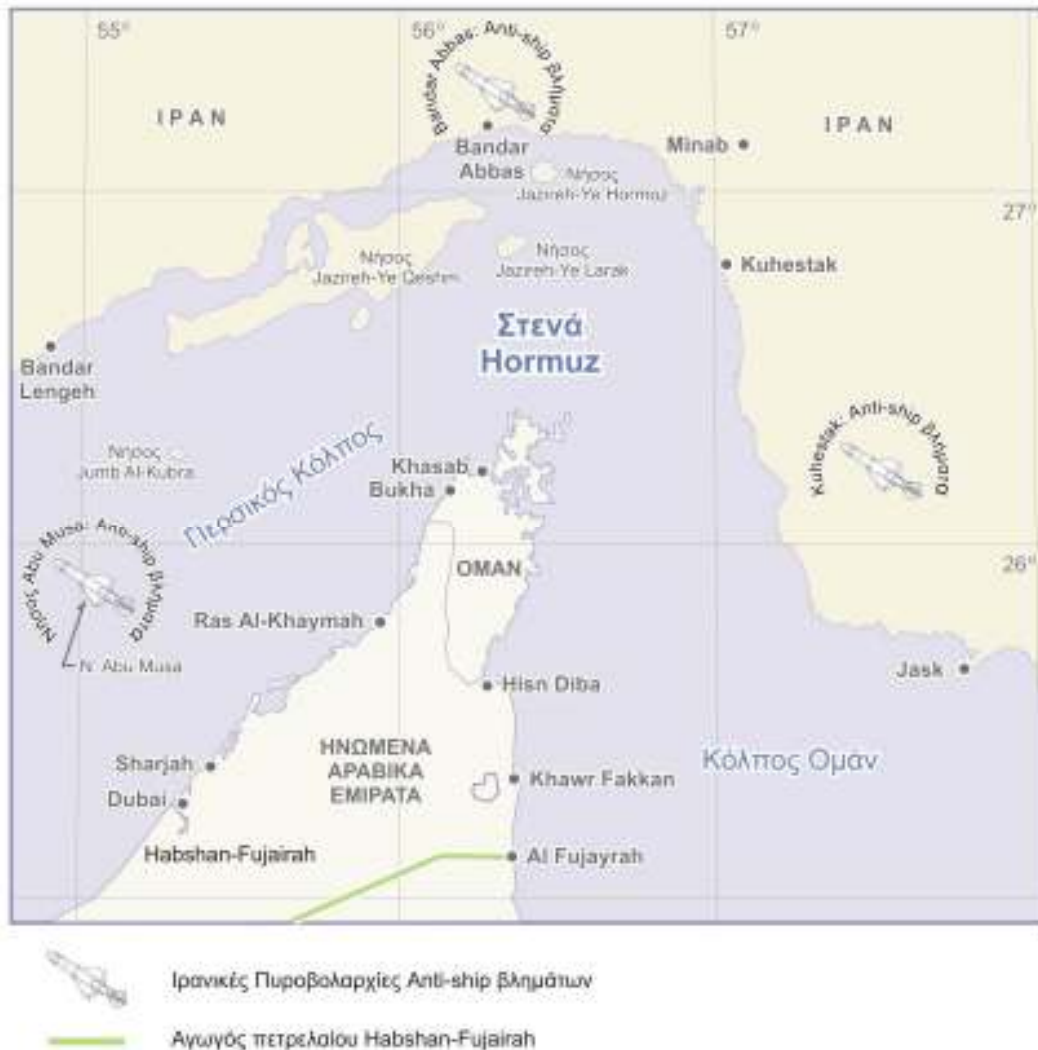 55°
56°
57°
Bandar Abbas: Anti-ship βλήματα
ΙΡΑΝ
ΙΡΑΝ
Bandar
Abbas
Minab
Νήσος
Jazireh-Ye Hormoz
27°
Νήσος
Jazireh-Ye Qeshm
Νήσος
Jazireh-Ye Larak
Kuhestak
Στενά
Hormuz
Bandar
Lengeh
Kuhestak: Anti-ship βλήματα
Νήσος
Jumb Al-Kubra
Περσικός Κόλπος
Khasab
Bukha
Νήσος Abu Musa: Anti-ship βλήματα
ΟΜΑΝ
26°
Ras Al-Khaymah
Ν. Abu Musa
Jask
Hisn Diba
ΗΝΩΜΕΝΑ
ΑΡΑΒΙΚΑ
ΕΜΙΡΑΤΑ
Κόλπος Ομάν
Sharjah
Khawr Fakkan
Dubai
Habshan-Fujairah
Al Fujayrah
Ιρανικές Πυροβολαρχίες Anti-ship βλημάτων
Αγωγός πετρελαίου Habshan-Fujairah